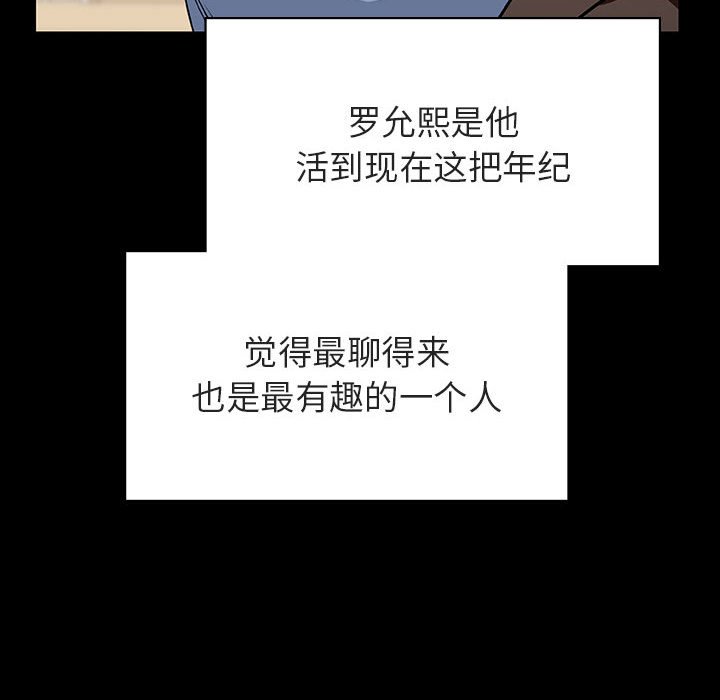 罗允熙是他
活到现在这把年纪
觉得最聊得来
也是最有趣的一个人